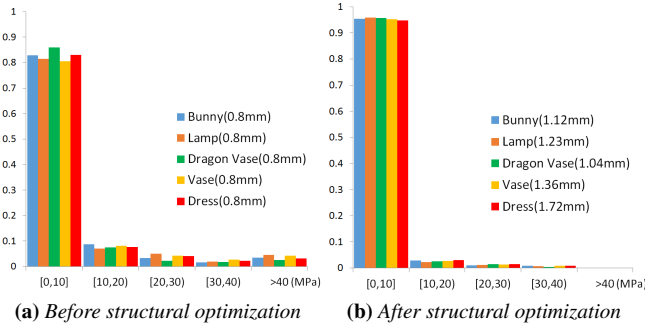 1
0.9
0.8
0.7
0.6
0.5
0.4
0.3
0.2
0.1
0
Bunny(0.8mm)
Lamp(0.8mm)
Dragon Vase(0.8mm)
Vase(0.8mm)
Dress(0.8mm)
[0,10] [10,20) [20,30) [30,40) >40 (MPa)
(a) Before structural optimization
1
0.9
0.8
0.7
0.6
0.5
0.4
0.3
0.2
0.1
0
Bunny(1.12mm)
Lamp(1.23mm)
Dragon Vase(1.04mm)
Vase(1.36mm)
Dress(1.72mm)
[0,10] [10,20) [20,30) [30,40) >40 (MPa)
(b) After structural optimization